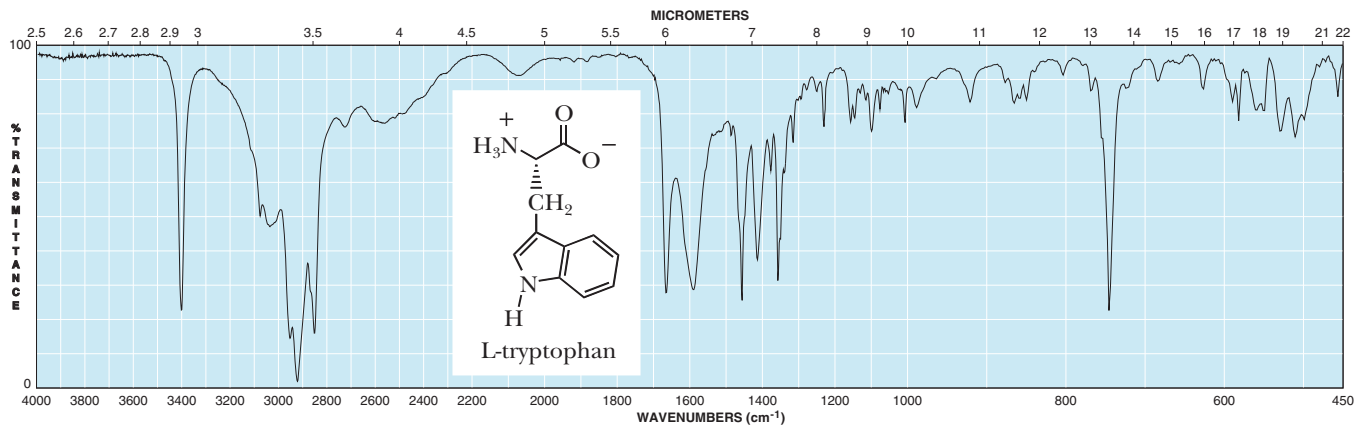 MICROMETERS
2.5 2.6 2.7 2.8 2.9 3 3.5 4 4.5 5 5.5 6 7 8 9 10 11 12 13 14 15 16 17 18 19 21 22
100
%TRANSMITTANCE
0
+
H3N
O
O−
CH2
N
H
L-tryptophan
4000 3800 3600 3400 3200 3000 2800 2600 2400 2200 2000 1800 1600 1400 1200 1000 800 600 450
WAVENUMBERS (cm-1)